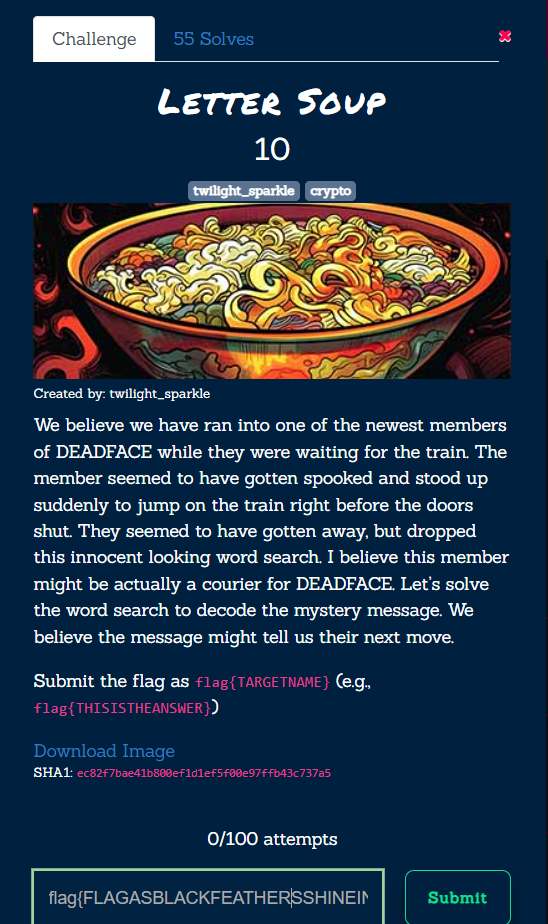 Challenge
55 Solves
Letter Soup
10
twilight_sparkle crypto
Created by: twilight_sparkle
We believe we have ran into one of the newest members
of DEADFACE while they were waiting for the train. The
member seemed to have gotten spooked and stood up
suddenly to jump on the train right before the doors
shut. They seemed to have gotten away, but dropped
this innocent looking word search. I believe this member
might be actually a courier for DEADFACE. Let's solve
the word search to decode the mystery message. We
believe the message might tell us their next move.
Submit the flag as flag{TARGETNAME} (e.g.,
flag{THISISTHEANSWER})
Download Image
SHA1: ec82f7bae41b800ef1d1ef5f00e97ffb43c737a5
0/100 attempts
flag{FLAGASBLACKFEATHERSSHINEIN
Submit